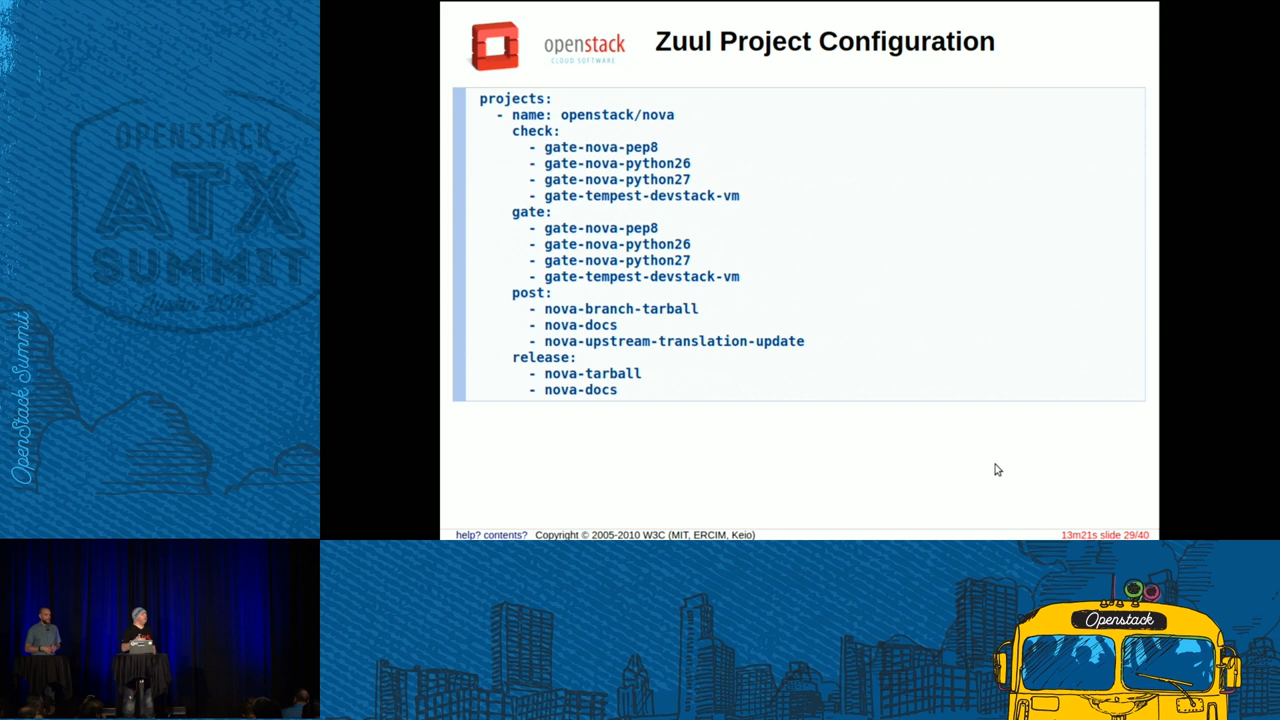 openstack
CLOUD SOFTWARE
Zuul Project Configuration
projects:
- name: openstack/nova
check:
- gate-nova-pep8
- gate-nova-python26
- gate-nova-python27
- gate-tempest-devstack-vm
gate:
- gate-nova-pep8
- gate-nova-python26
- gate-nova-python27
- gate-tempest-devstack-vm
post:
- nova-branch-tarball
- nova-docs
- nova-upstream-translation-update
release:
- nova-tarball
- nova-docs
help? contents? Copyright © 2005-2010 W3C (MIT, ERCIM, Keio)
13m21s slide 29/40
OPENSTACK
ATX
SUMMIT
Austin 2016
OpenStack Summit
Openstack